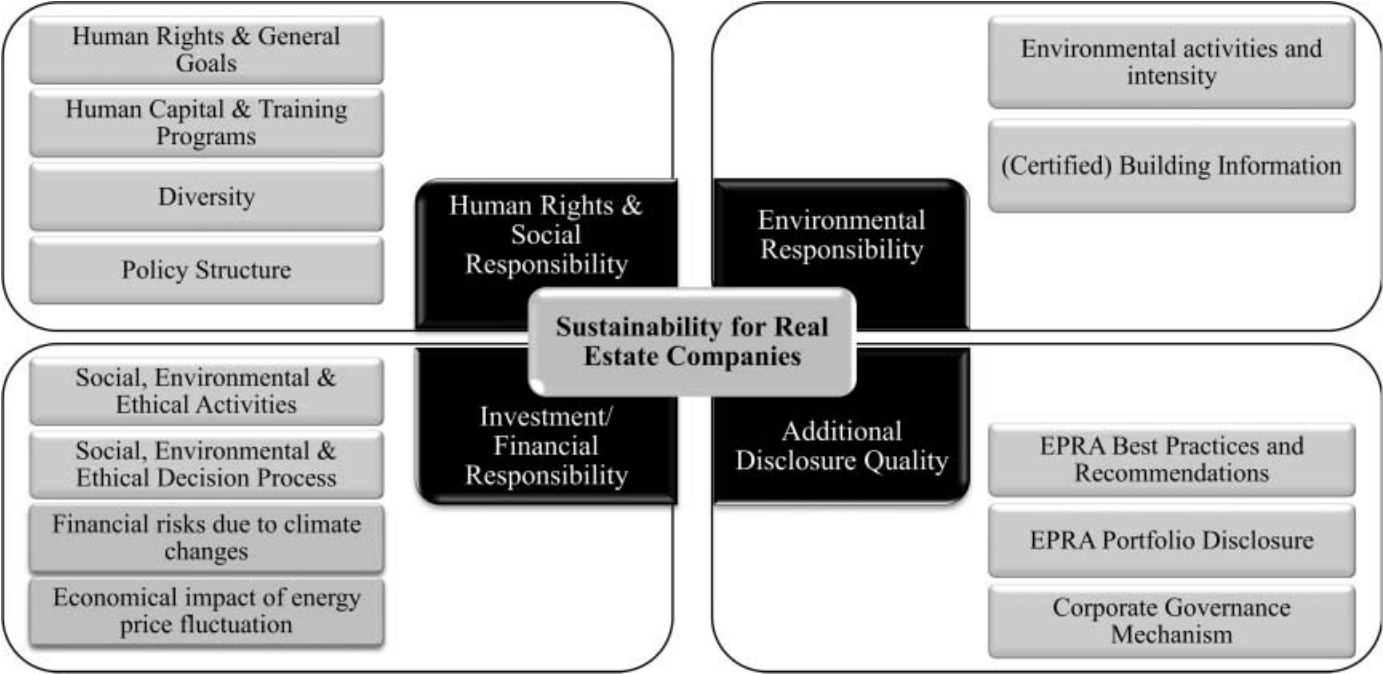 Human Rights & General
Goals
Human Capital & Training
Programs
Diversity
Policy Structure
Human Rights &
Social
Responsibility
Environmental
Responsibility
Environmental activities and
intensity
(Certified) Building Information
Sustainability for Real
Estate Companies
Social, Environmental &
Ethical Activities
Social, Environmental &
Ethical Decision Process
Financial risks due to climate
changes
Economical impact of energy
price fluctuation
Investment/
Financial
Responsibility
Additional
Disclosure Quality
EPRA Best Practices and
Recommendations
EPRA Portfolio Disclosure
Corporate Governance
Mechanism